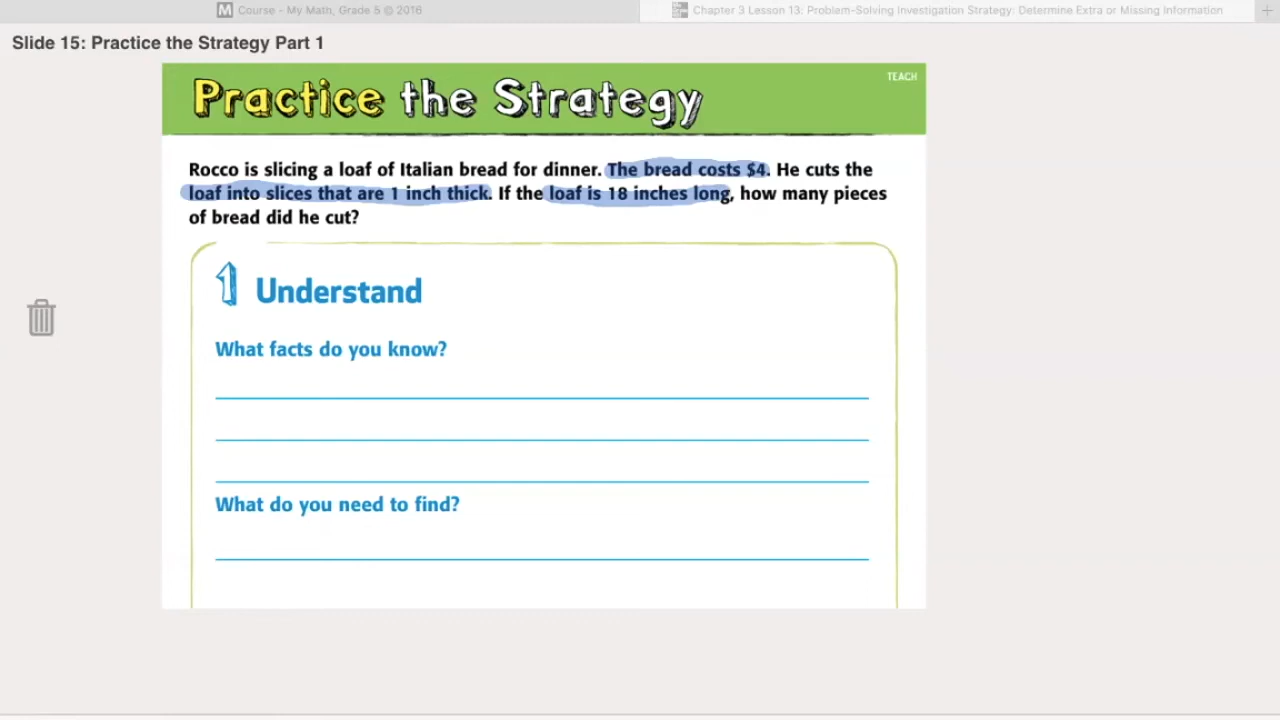 Course - My Math, Grade 5 © 2016
Chapter 3 Lesson 13: Problem-Solving Investigation Strategy: Determine Extra or Missing Information
Slide 15: Practice the Strategy Part 1
TEACH
Practice the Strategy
Rocco is slicing a loaf of Italian bread for dinner. The bread costs $4. He cuts the
loaf into slices that are 1 inch thick. If the loaf is 18 inches long, how many pieces
of bread did he cut?
1 Understand
What facts do you know?
What do you need to find?